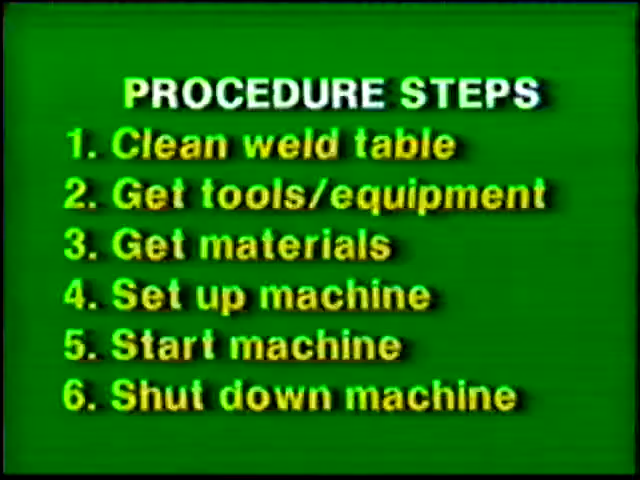 PROCEDURE STEPS
1. Clean weld table
2. Get tools/equipment
3. Get materials
4. Set up machine
5. Start machine
6. Shut down machine